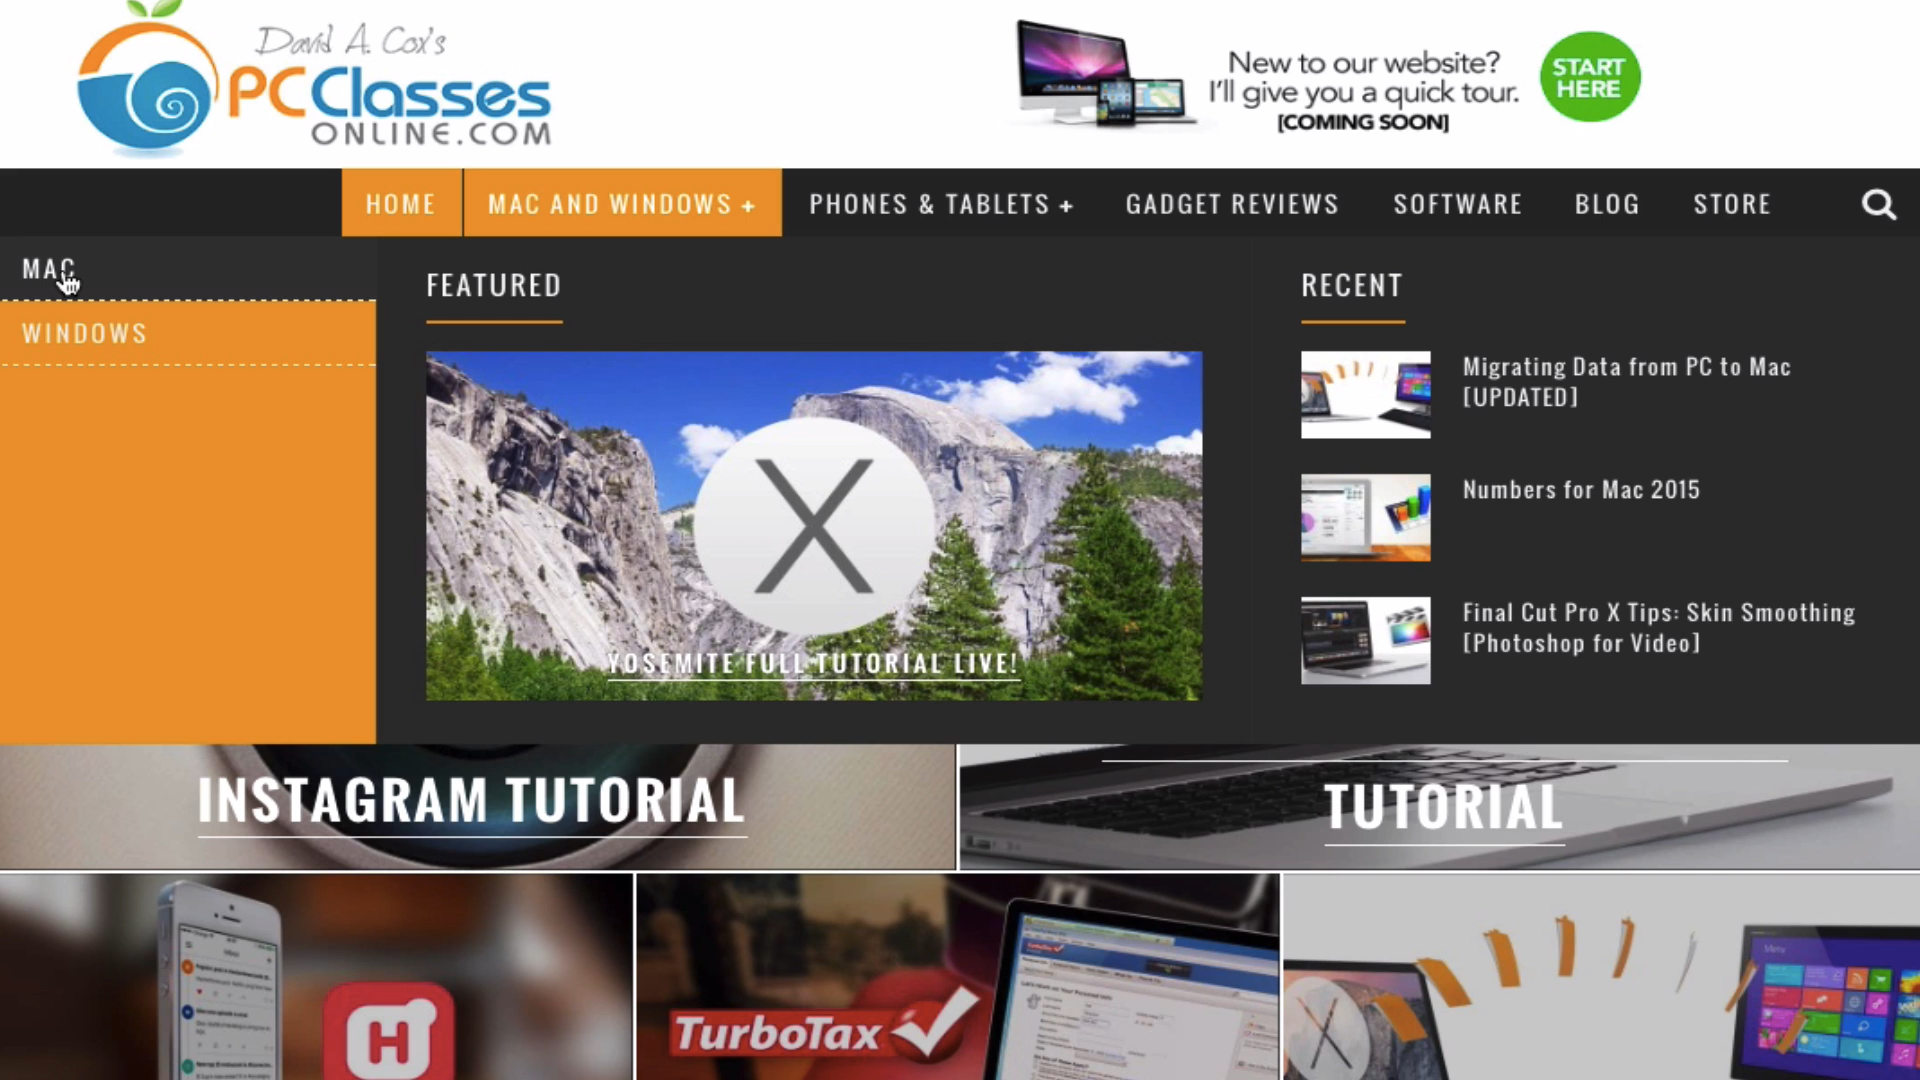 David A. Cox's
PCClasses
ONLINE.COM
New to our website?
I'll give you a quick tour.
[COMING SOON]
START
HERE
HOME
MAC AND WINDOWS +
PHONES & TABLETS +
GADGET REVIEWS
SOFTWARE
BLOG
STORE
MAC
WINDOWS
FEATURED
X
YOSEMITE FULL TUTORIAL LIVE!
RECENT
Migrating Data from PC to Mac
[UPDATED]
Numbers for Mac 2015
Final Cut Pro X Tips: Skin Smoothing
[Photoshop for Video]
INSTAGRAM TUTORIAL
TUTORIAL
H
TurboTax